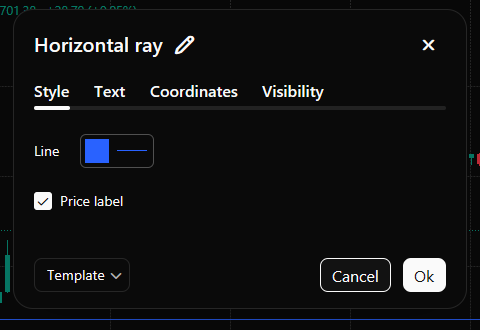 Horizontal ray
Style Text Coordinates Visibility
Line
Price label
Template
Cancel Ok